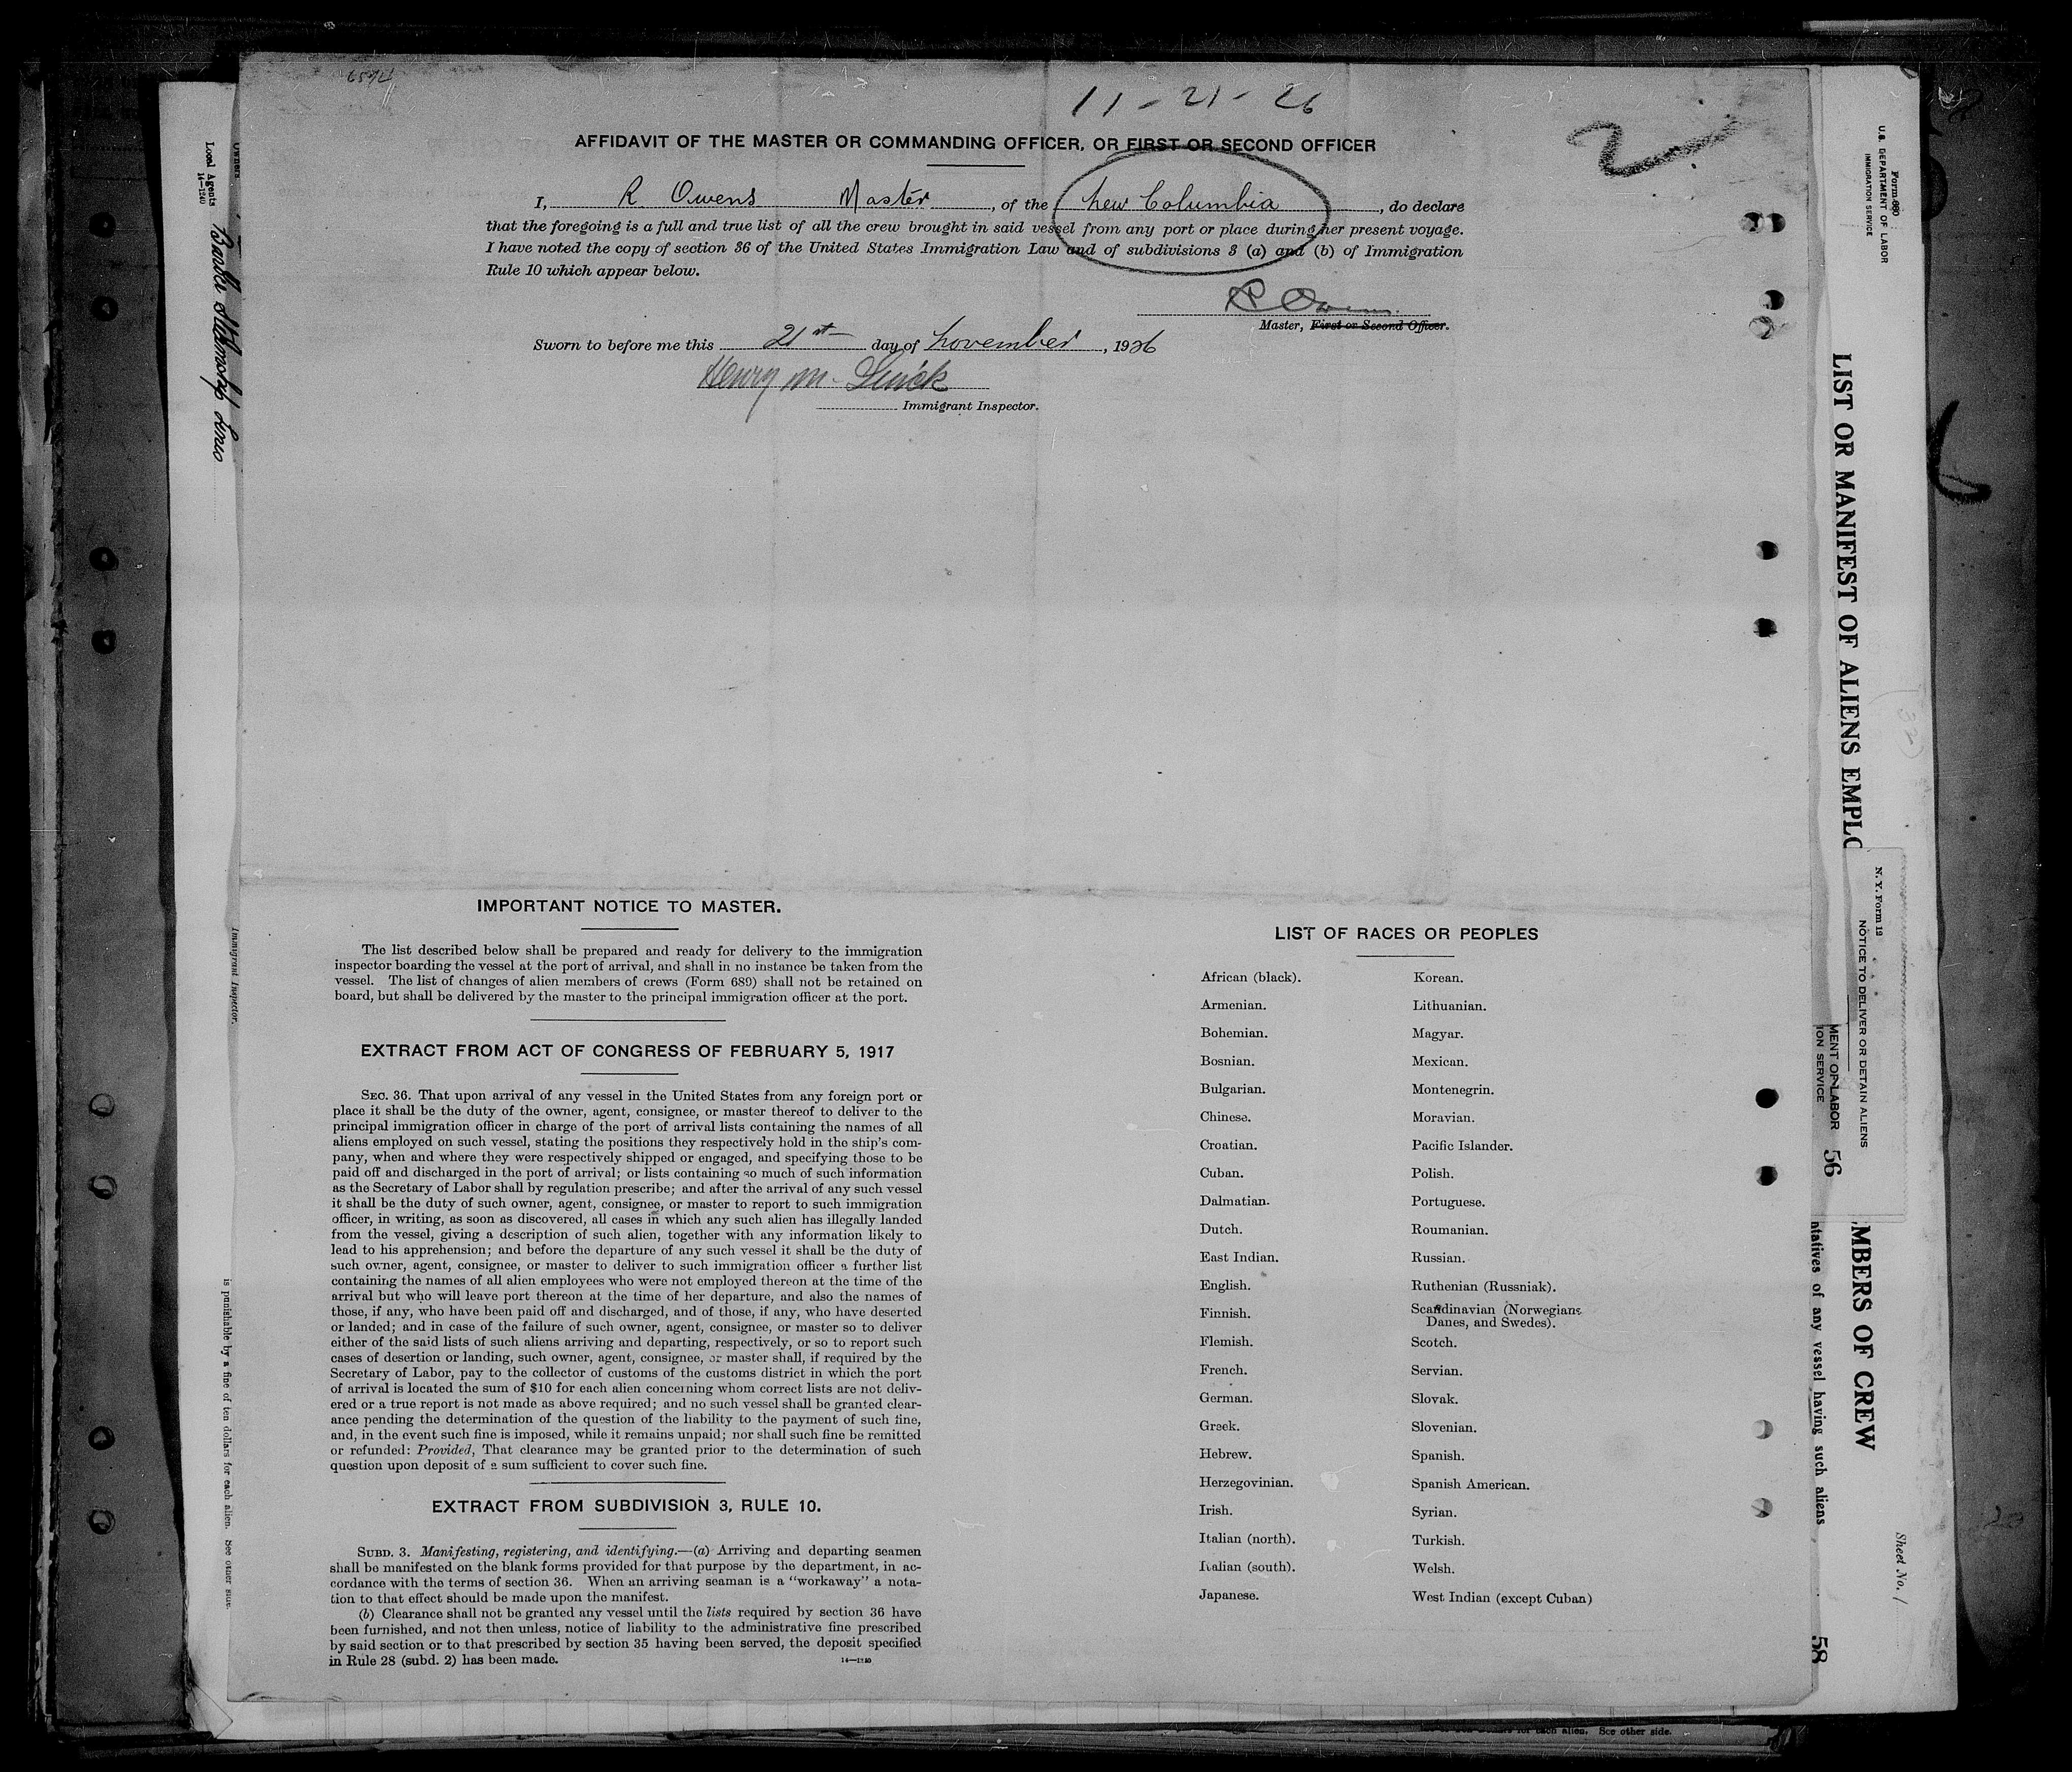 6574
11-21-26
2
AFFIDAVIT OF THE MASTER OR COMMANDING OFFICER, OR FIRST OR SECOND OFFICER
I, R Owens Master, of the New Columbia, do declare
that the foregoing is a full and true list of all the crew brought in said vessel from any port or place during her present voyage.
I have noted the copy of section 36 of the United States Immigration Law and of subdivisions 3 (a) and (b) of Immigration
Rule 10 which appear below.
R Owens
Master, First or Second Officer.
Sworn to before me this 21st day of November, 1926
Henry M.
Immigrant Inspector.
IMPORTANT NOTICE TO MASTER.
The list described below shall be prepared and ready for delivery to the immigration
inspector boarding the vessel at the port of arrival, and shall in no instance be taken from the
vessel. The list of changes of alien members of crews (Form 689) shall not be retained on
board, but shall be delivered by the master to the principal immigration officer at the port.
EXTRACT FROM ACT OF CONGRESS OF FEBRUARY 5, 1917
SEC. 36. That upon arrival of any vessel in the United States from any foreign port or
place it shall be the duty of the owner, agent, consignee, or master thereof to deliver to the
principal immigration officer in charge of the port of arrival lists containing the names of all
aliens employed on such vessel, stating the positions they respectively hold in the ship's com-
pany, when and where they were respectively shipped or engaged, and specifying those to be
paid off and discharged in the port of arrival; or lists containing so much of such information
as the Secretary of Labor shall by regulation prescribe; and after the arrival of any such vessel
it shall be the duty of such owner, agent, consignee, or master to report to such immigration
officer, in writing, as soon as discovered, all cases in which any such alien has illegally landed
from the vessel, giving a description of such alien, together with any information likely to
lead to his apprehension; and before the departure of any such vessel it shall be the duty of
such owner, agent, consignee, or master to deliver to such immigration officer a further list
containing the names of all alien employees who were not employed thereon at the time of the
arrival but who will leave port thereon at the time of her departure, and also the names of
those, if any, who have been paid off and discharged, and of those, if any, who have deserted
or landed; and in case of the failure of such owner, agent, consignee, or master so to deliver
either of the said lists of such aliens arriving and departing, respectively, or so to report such
cases of desertion or landing, such owner, agent, consignee, or master shall, if required by the
Secretary of Labor, pay to the collector of customs of the customs district in which the port
of arrival is located the sum of $10 for each alien concerning whom correct lists are not deliv-
ered or a true report is not made as above required; and no such vessel shall be granted clear-
ance pending the determination of the question of the liability to the payment of such fine,
and, in the event such fine is imposed, while it remains unpaid; nor shall such fine be remitted
or refunded: Provided, That clearance may be granted prior to the determination of such
question upon deposit of a sum sufficient to cover such fine.
EXTRACT FROM SUBDIVISION 3, RULE 10.
SUBD. 3. Manifesting, registering, and identifying.—(a) Arriving and departing seamen
shall be manifested on the blank forms provided for that purpose by the department, in ac-
cordance with the terms of section 36. When an arriving seaman is a "workaway" a nota-
tion to that effect should be made upon the manifest.
(b) Clearance shall not be granted any vessel until the lists required by section 36 have
been furnished, and not then unless, notice of liability to the administrative fine prescribed
by said section or to that prescribed by section 35 having been served, the deposit specified
in Rule 28 (subd. 2) has been made.
14—1240
LIST OF RACES OR PEOPLES
African (black).
Armenian.
Bohemian.
Bosnian.
Bulgarian.
Chinese.
Croatian.
Cuban.
Dalmatian.
Dutch.
East Indian.
English.
Finnish.
Flemish.
French.
German.
Greek.
Hebrew.
Herzegovinian.
Irish.
Italian (north).
Italian (south).
Japanese.
Korean.
Lithuanian.
Magyar.
Mexican.
Montenegrin.
Moravian.
Pacific Islander.
Polish.
Portuguese.
Roumanian.
Russian.
Ruthenian (Russniak).
Scandinavian (Norwegians
Danes, and Swedes).
Scotch.
Servian.
Slovak.
Slovenian.
Spanish.
Spanish American.
Syrian.
Turkish.
Welsh.
West Indian (except Cuban)
Owners
Local Agents
14—1240
Barber Steamship Lines
Immigrant Inspector.
is punishable by a fine of ten dollars for each alien. See other side.
Form 680
U.S. DEPARTMENT OF LABOR
IMMIGRATION SERVICE
LIST OR MANIFEST OF ALIENS EMPLO
N. Y. Form 12
NOTICE TO DELIVER OR DETAIN ALIENS
MENT OF LABOR
ION SERVICE
56
MBERS OF CREW
ntatives of any vessel having such aliens
Sheet No. 1
58
for each alien. See other side.